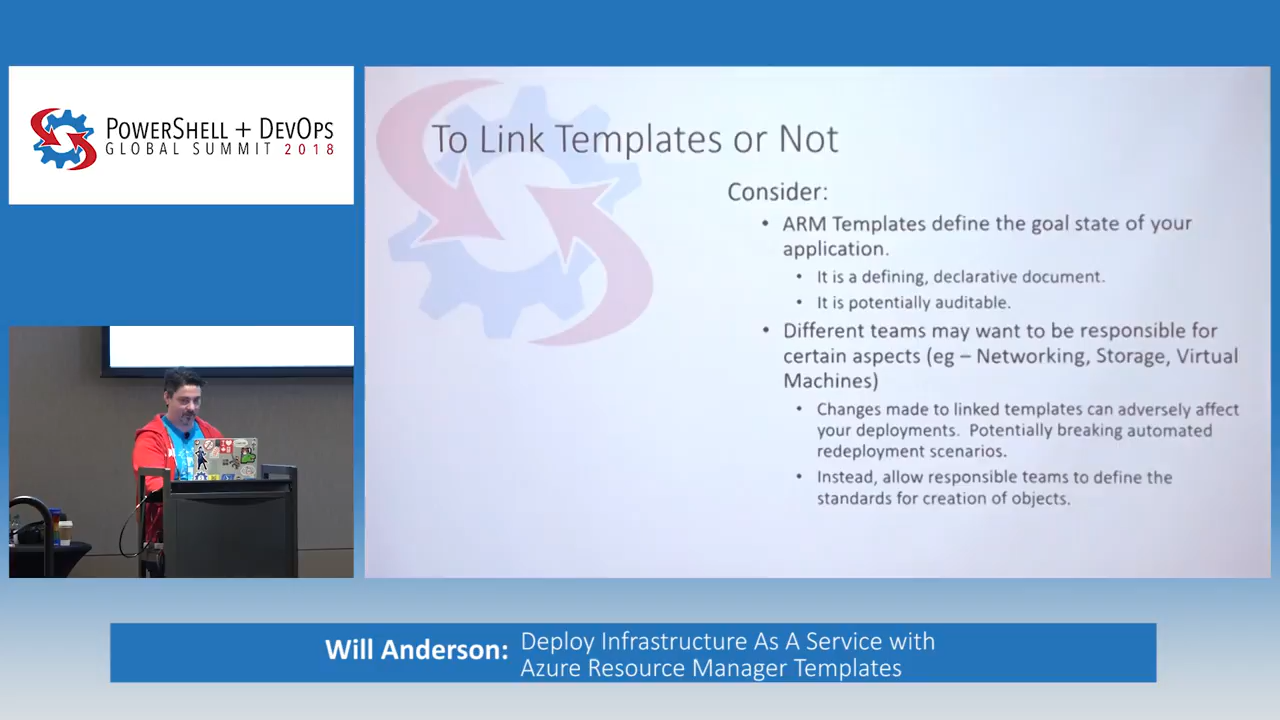 POWERSHELL + DEVOPS
GLOBAL SUMMIT 2018
To Link Templates or Not
Consider:
• ARM Templates define the goal state of your
application.
• It is a defining, declarative document.
• It is potentially auditable.
• Different teams may want to be responsible for
certain aspects (eg – Networking, Storage, Virtual
Machines)
• Changes made to linked templates can adversely affect
your deployments. Potentially breaking automated
redeployment scenarios.
• Instead, allow responsible teams to define the
standards for creation of objects.
Will Anderson: Deploy Infrastructure As A Service with
Azure Resource Manager Templates